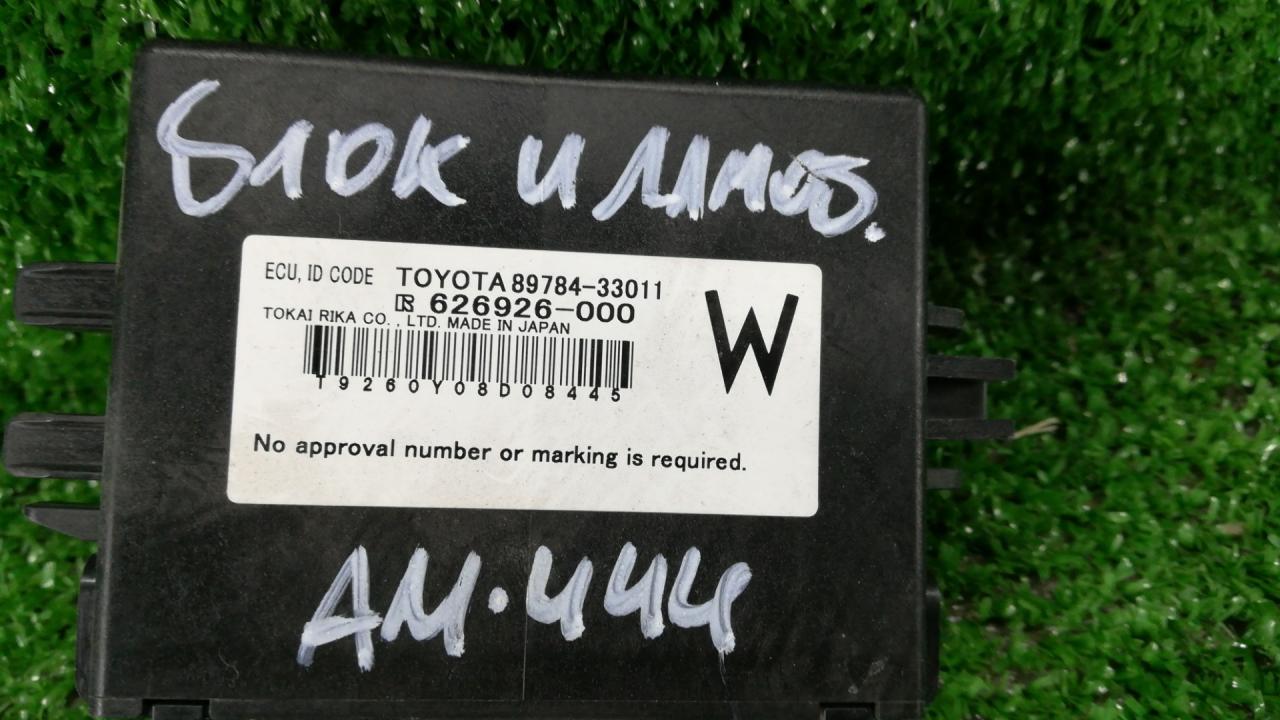 Блок иммоб.
ECU, ID CODE TOYOTA 89784-33011
626926-000
TOKAI RIKA CO., LTD. MADE IN JAPAN
T9260Y08D08445
W
No approval number or marking is required.
АМ.444